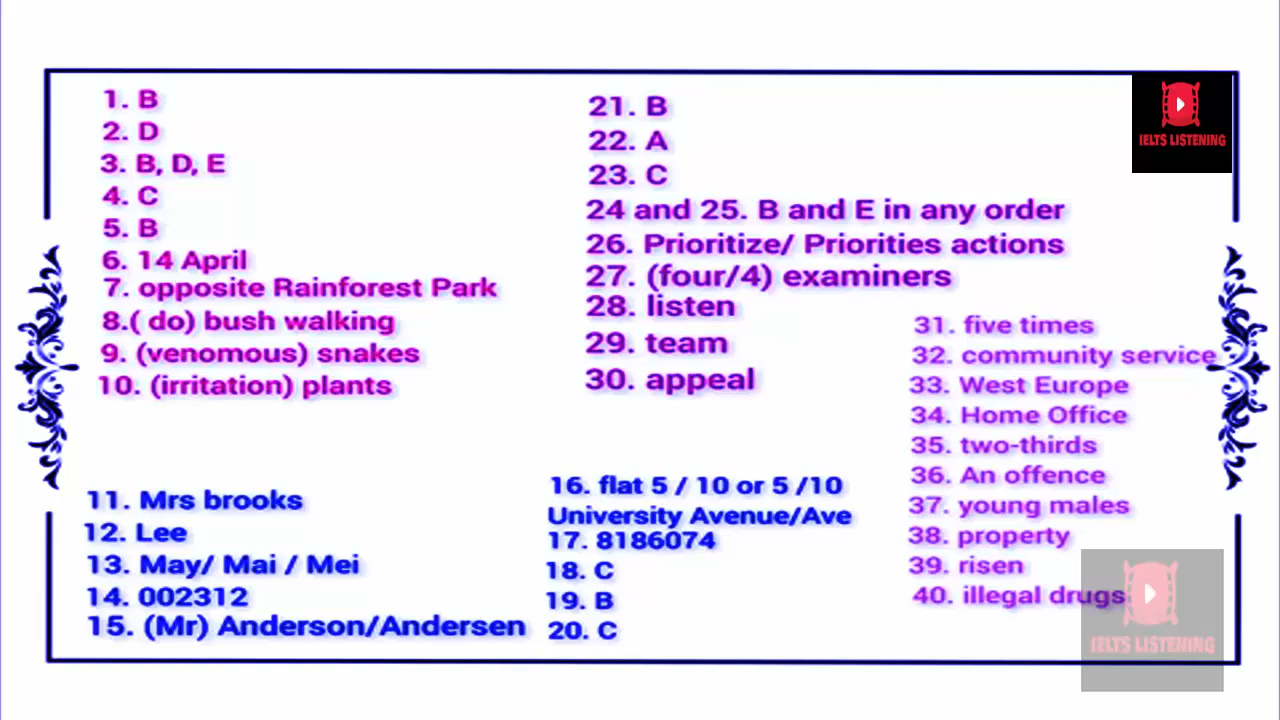 1. B
2. D
3. B, D, E
4. C
5. B
6. 14 April
7. opposite Rainforest Park
8.( do) bush walking
9. (venomous) snakes
10. (irritation) plants
11. Mrs brooks
12. Lee
13. May/ Mai / Mei
14. 002312
15. (Mr) Anderson/Andersen
16. flat 5 / 10 or 5 /10
University Avenue/Ave
17. 8186074
18. C
19. B
20. C
21. B
22. A
23. C
24 and 25. B and E in any order
26. Prioritize/ Priorities actions
27. (four/4) examiners
28. listen
29. team
30. appeal
31. five times
32. community service
33. West Europe
34. Home Office
35. two-thirds
36. An offence
37. young males
38. property
39. risen
40. illegal drugs
IELTS LISTENING
IELTS LISTENING